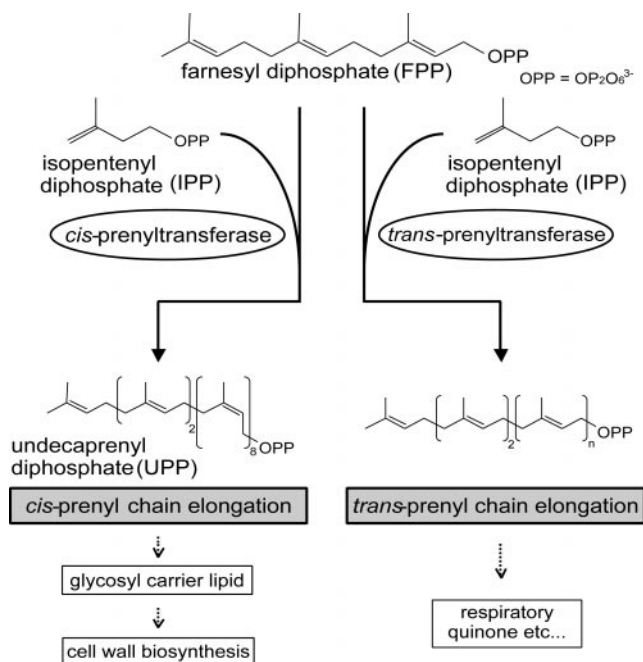 OPP
farnesyl diphosphate (FPP)
OPP = OP₂O₆³⁻
OPP
isopentenyl
diphosphate (IPP)
OPP
isopentenyl
diphosphate (IPP)
cis-prenyltransferase
trans-prenyltransferase
2
8
OPP
undecaprenyl
diphosphate (UPP)
2
n
OPP
cis-prenyl chain elongation
trans-prenyl chain elongation
glycosyl carrier lipid
cell wall biosynthesis
respiratory
quinone etc...